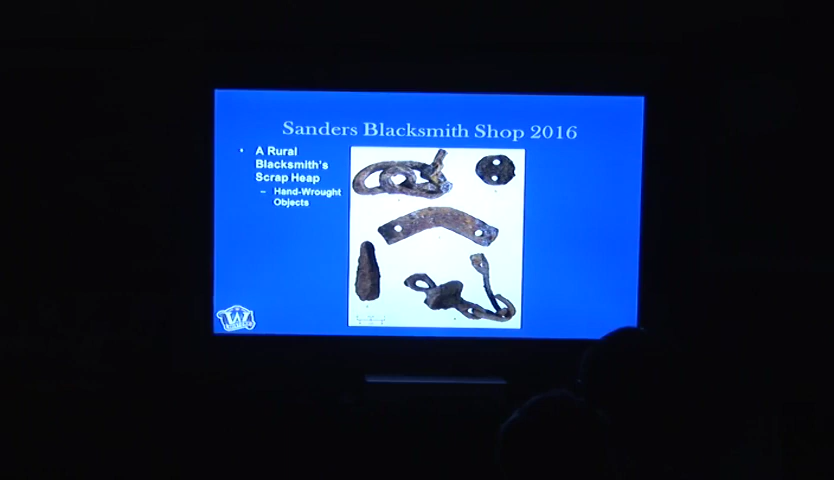 Sanders Blacksmith Shop 2016
• A Rural
Blacksmith's
Scrap Heap
– Hand-Wrought
Objects
W